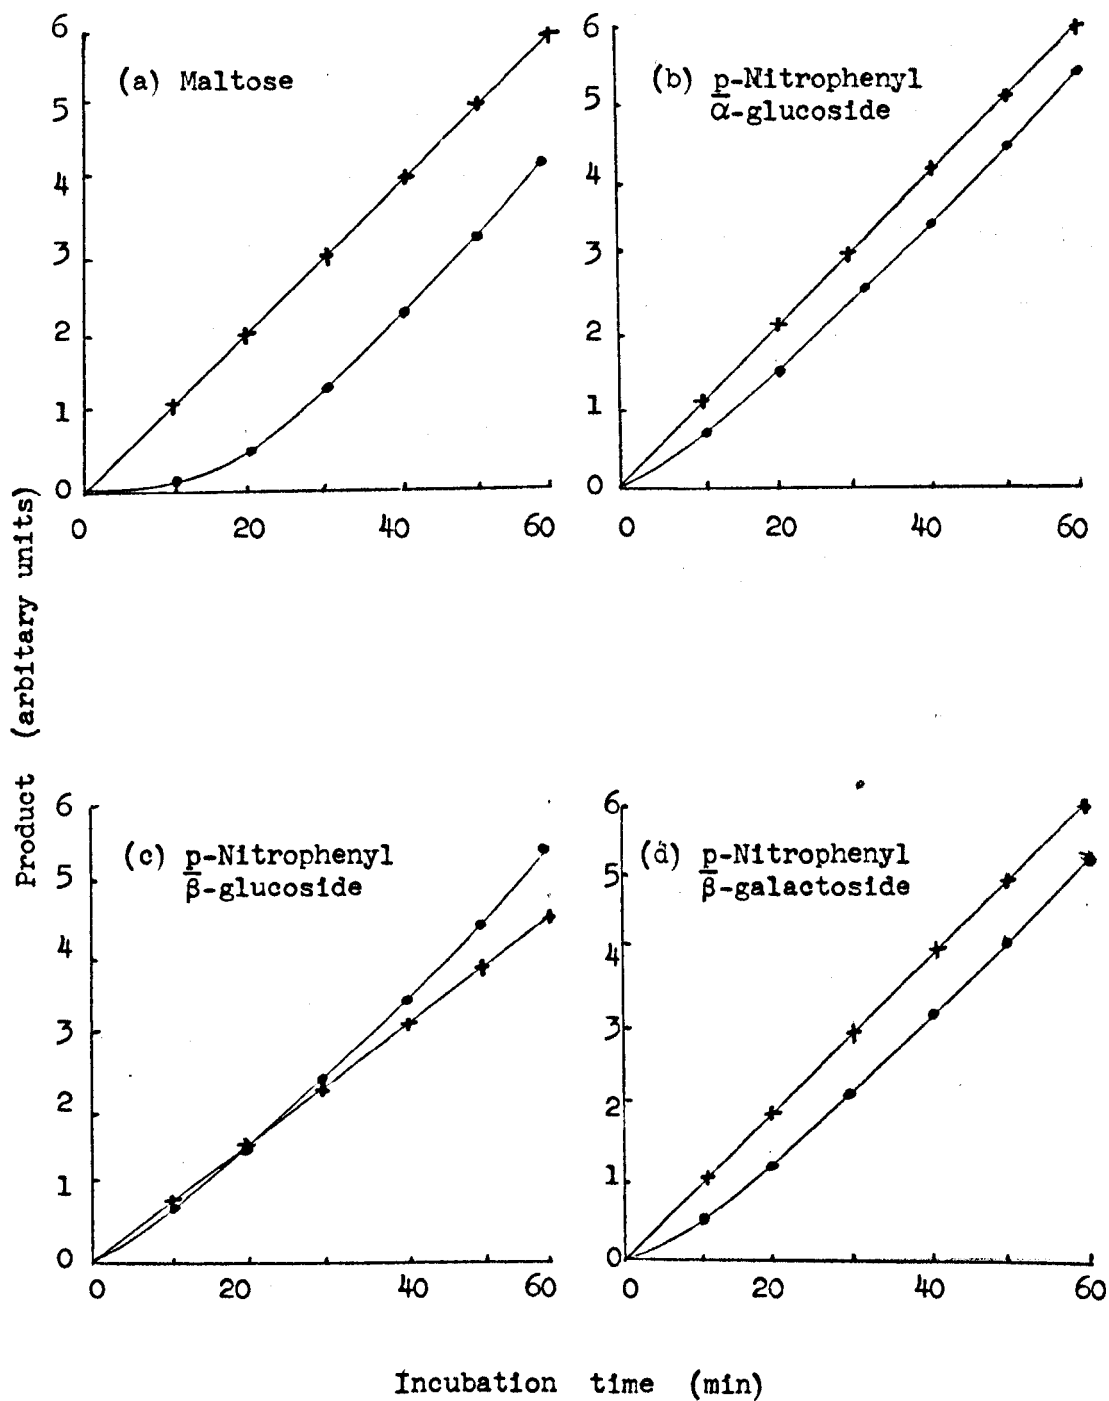 (a) Maltose
6
5
4
3
2
1
0
0 20 40 60
(b) p-Nitrophenyl
α-glucoside
6
5
4
3
2
1
0
0 20 40 60
Product (arbitary units)
(c) p-Nitrophenyl
β-glucoside
6
5
4
3
2
1
0
0 20 40 60
(d) p-Nitrophenyl
β-galactoside
6
5
4
3
2
1
0
0 20 40 60
Incubation time (min)